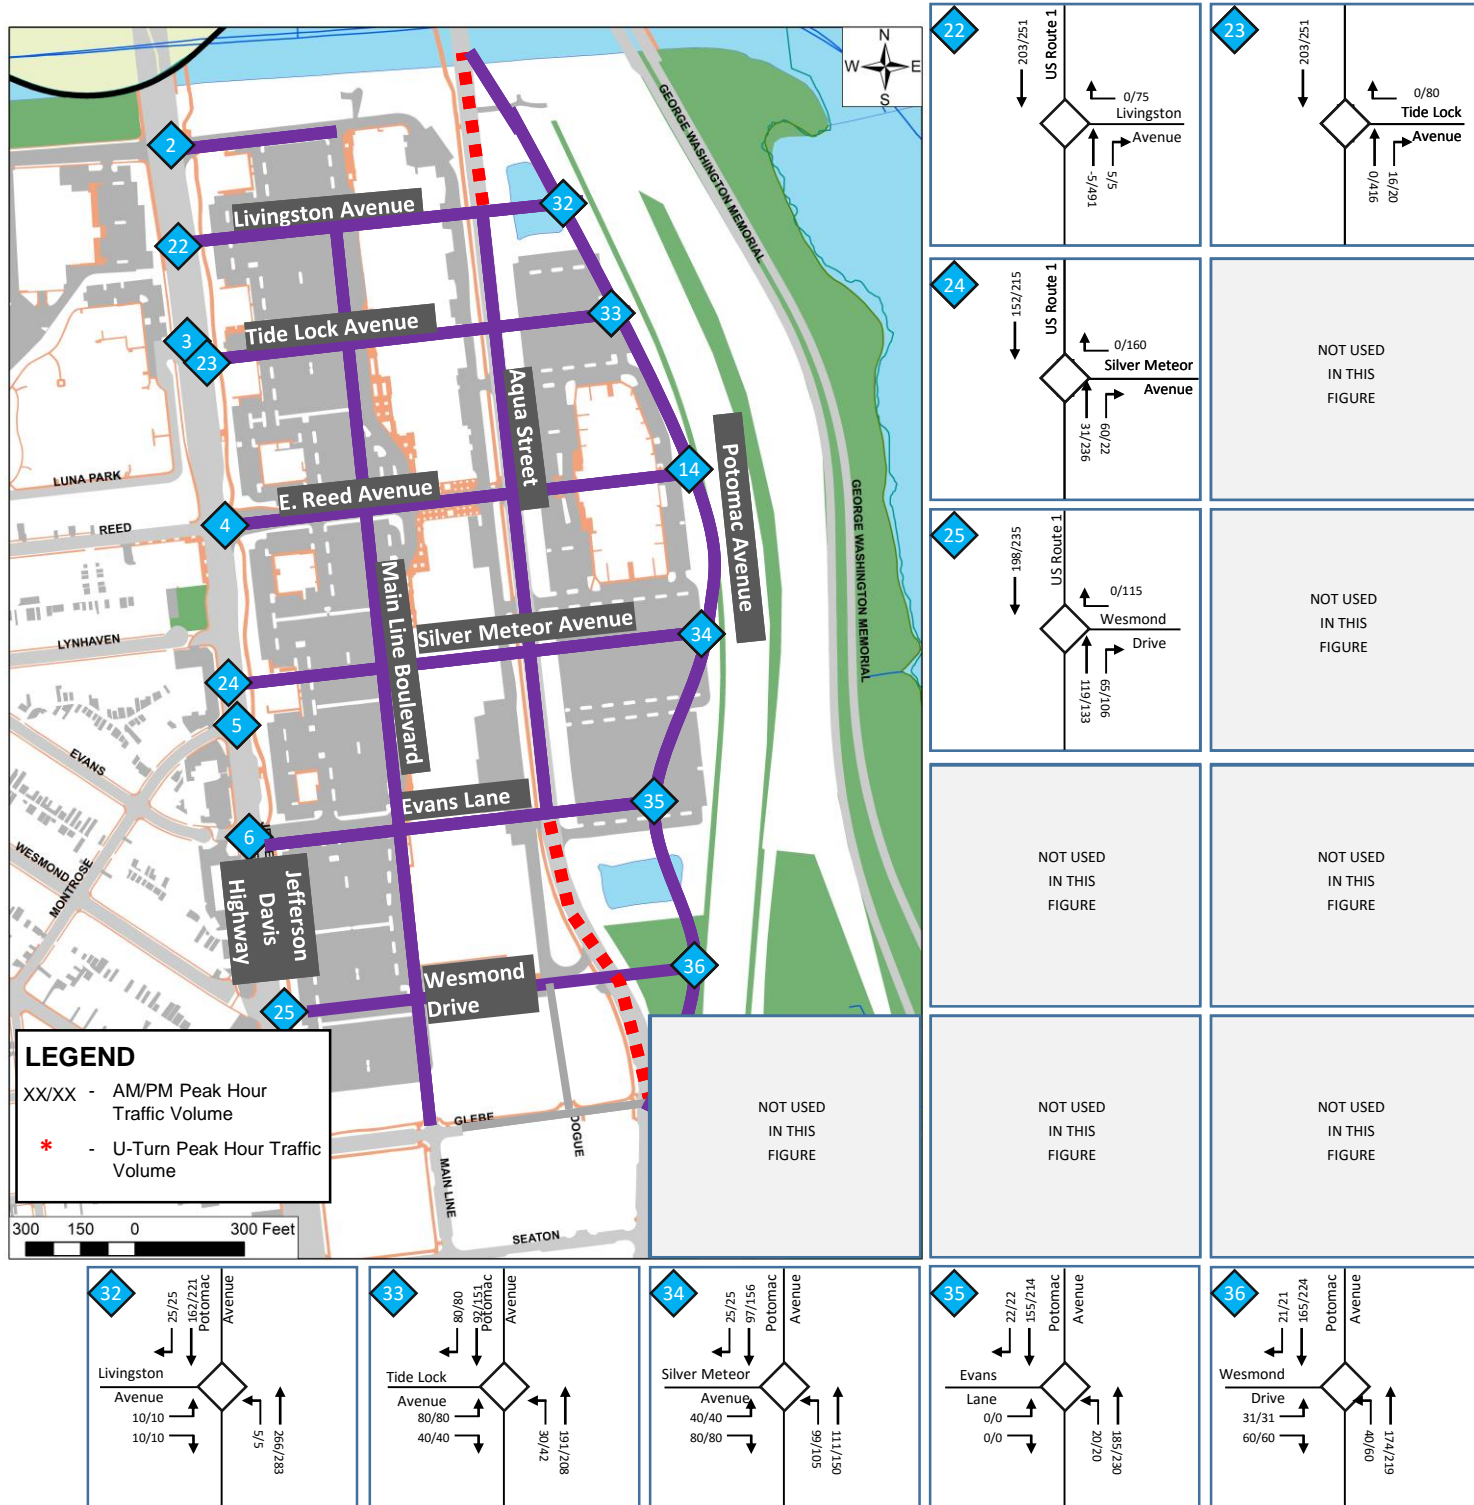 N
W
E
S
GEORGE WASHINGTON MEMORIAL
GEORGE WASHINGTON MEMORIAL
2
Livingston Avenue
32
22
Tide Lock Avenue
33
3
23
Aqua Street
LUNA PARK
E. Reed Avenue
14
Potomac Avenue
REED
4
Main Line Boulevard
LYNHAVEN
Silver Meteor Avenue
34
24
5
EVANS
Evans Lane
35
6
WESMOND
MONTROSE
Jefferson
Davis
Highway
Wesmond
Drive
36
25
GLEBE
DOGUE
MAIN LINE
SEATON
LEGEND
XX/XX - AM/PM Peak Hour
Traffic Volume
* - U-Turn Peak Hour Traffic
Volume
300 150 0 300 Feet
22
203/251
US Route 1
0/75
Livingston
Avenue
-5/491
5/5
23
203/251
0/80
Tide Lock
Avenue
0/416
16/20
24
152/215
US Route 1
0/160
Silver Meteor
Avenue
31/236
60/22
NOT USED
IN THIS
FIGURE
25
198/235
US Route 1
0/115
Wesmond
Drive
119/133
65/106
NOT USED
IN THIS
FIGURE
NOT USED
IN THIS
FIGURE
NOT USED
IN THIS
FIGURE
NOT USED
IN THIS
FIGURE
NOT USED
IN THIS
FIGURE
NOT USED
IN THIS
FIGURE
32
25/25
162/221
Potomac
Avenue
Livingston
Avenue
10/10
10/10
5/5
266/283
33
80/80
92/151
Potomac
Avenue
Tide Lock
Avenue
80/80
40/40
30/42
191/208
34
25/25
97/156
Potomac
Avenue
Silver Meteor
Avenue
40/40
80/80
99/105
111/150
35
22/22
155/214
Potomac
Avenue
Evans
Lane
0/0
0/0
20/20
185/230
36
21/21
165/224
Potomac
Avenue
Wesmond
Drive
31/31
60/60
40/60
174/219